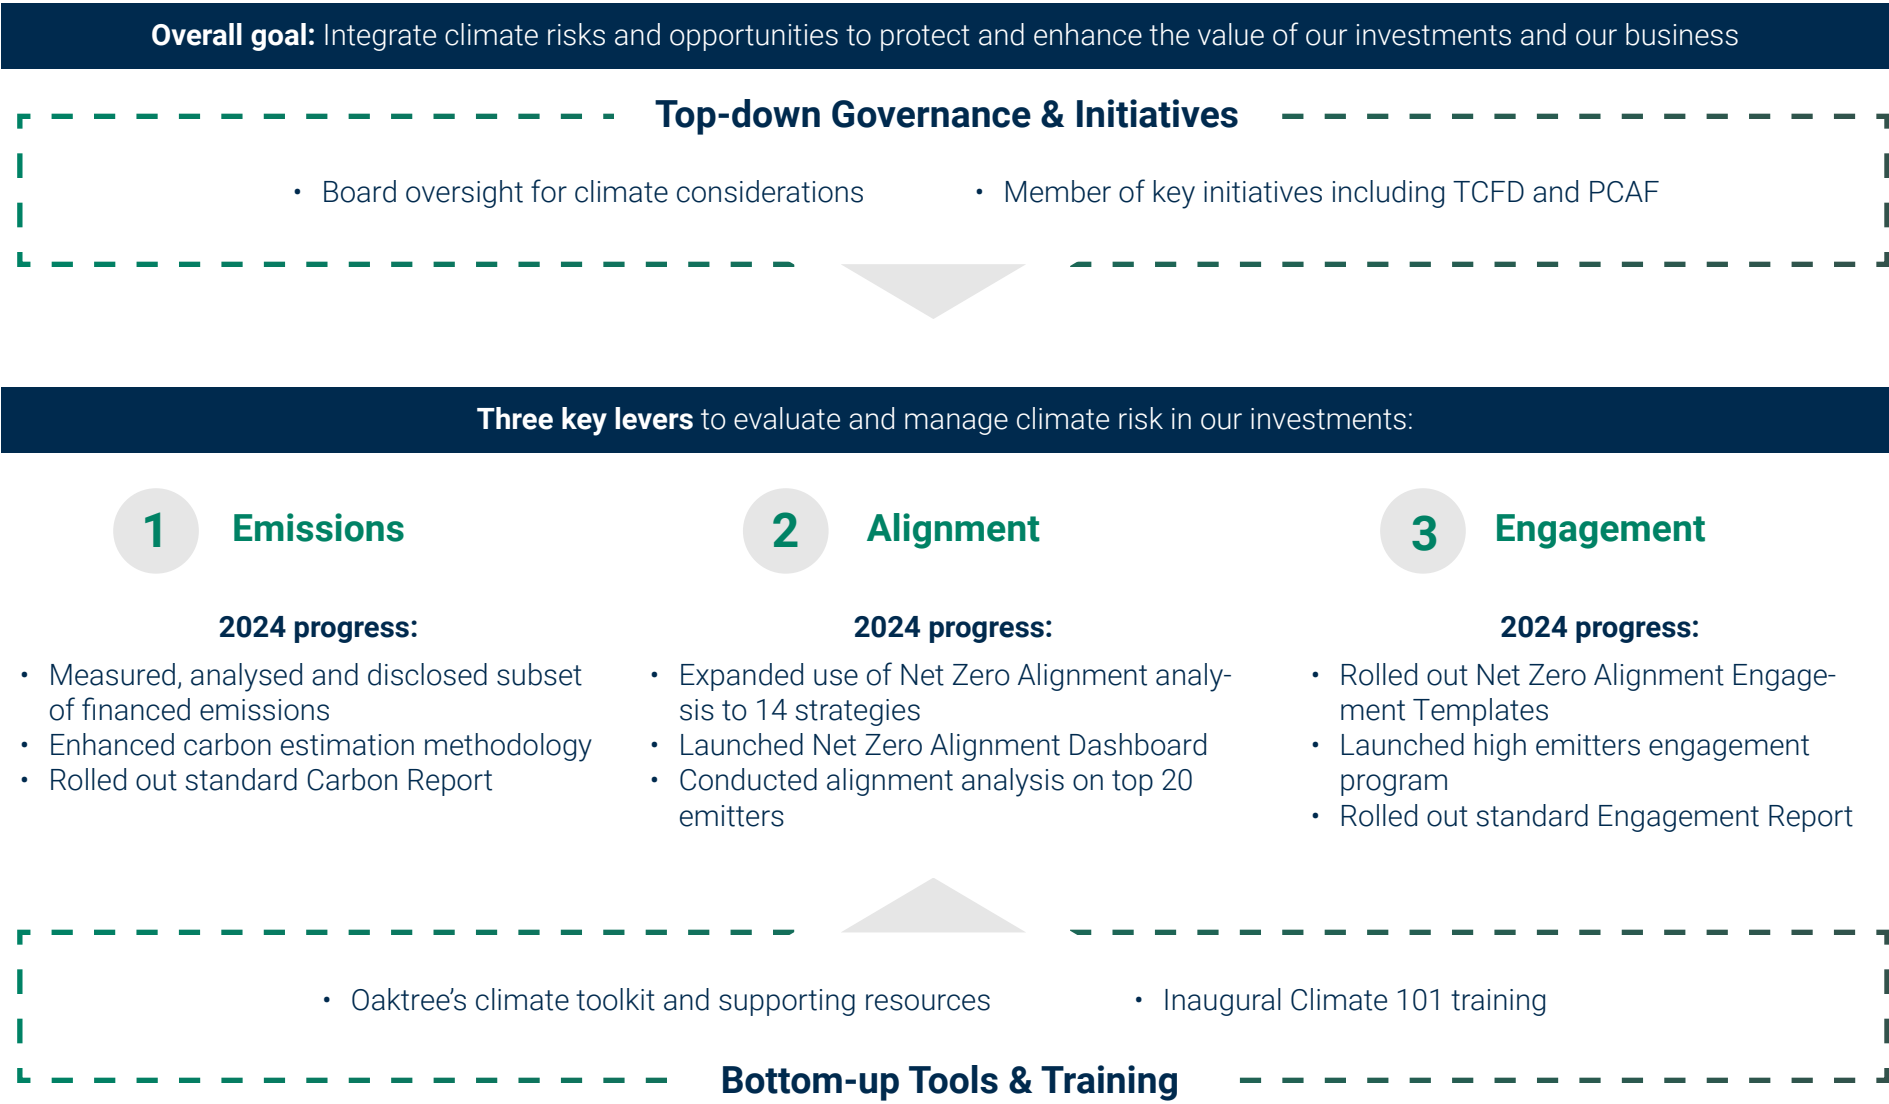 Overall goal: Integrate climate risks and opportunities to protect and enhance the value of our investments and our business
Top-down Governance & Initiatives
• Board oversight for climate considerations
• Member of key initiatives including TCFD and PCAF
Three key levers to evaluate and manage climate risk in our investments:
1 Emissions
2024 progress:
• Measured, analysed and disclosed subset
of financed emissions
• Enhanced carbon estimation methodology
• Rolled out standard Carbon Report
2 Alignment
2024 progress:
• Expanded use of Net Zero Alignment analy-
sis to 14 strategies
• Launched Net Zero Alignment Dashboard
• Conducted alignment analysis on top 20
emitters
3 Engagement
2024 progress:
• Rolled out Net Zero Alignment Engage-
ment Templates
• Launched high emitters engagement
program
• Rolled out standard Engagement Report
• Oaktree’s climate toolkit and supporting resources
• Inaugural Climate 101 training
Bottom-up Tools & Training